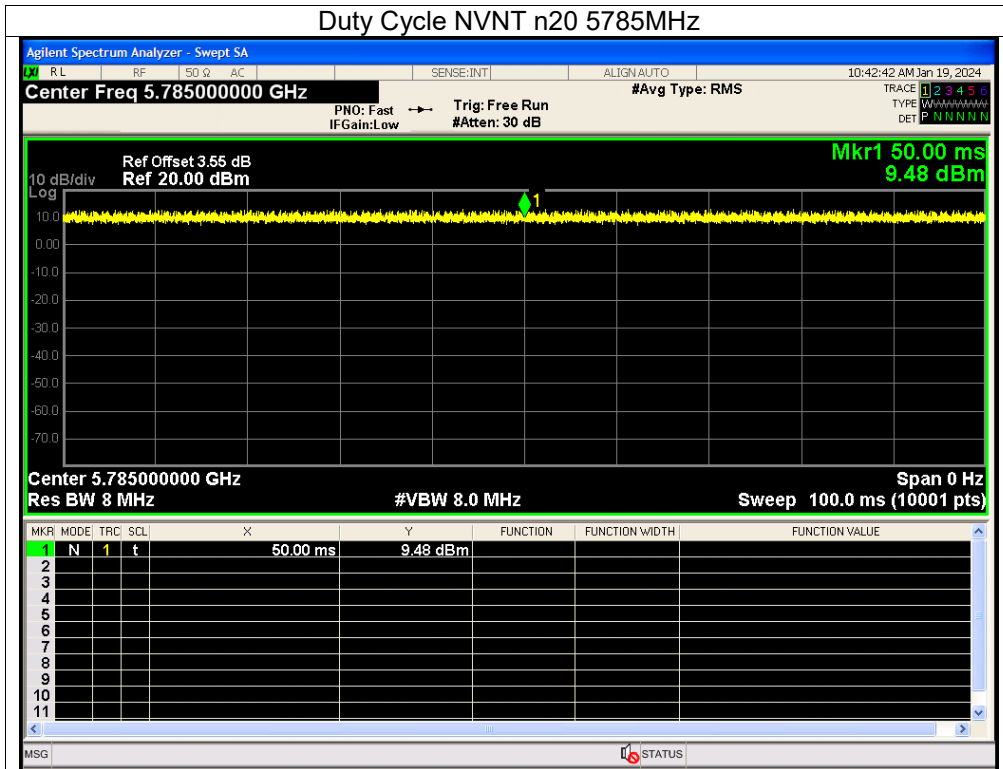 Duty Cycle NVNT n20 5785MHz
Agilent Spectrum Analyzer - Swept SA
LXI RL RF 50 Ω AC SENSE:INT ALIGN AUTO 10:42:42 AM Jan 19, 2024
Center Freq 5.785000000 GHz #Avg Type: RMS TRACE 1 2 3 4 5 6
PNO: Fast Trig: Free Run TYPE WWWWWW
IFGain:Low #Atten: 30 dB DET P N N N N N
Mkr1 50.00 ms
Ref Offset 3.55 dB
10 dB/div Ref 20.00 dBm 9.48 dBm
Log
1
10.0
0.00
-10.0
-20.0
-30.0
-40.0
-50.0
-60.0
-70.0
Center 5.785000000 GHz Span 0 Hz
Res BW 8 MHz #VBW 8.0 MHz Sweep 100.0 ms (10001 pts)
MKR MODE TRC SCL X Y FUNCTION FUNCTION WIDTH FUNCTION VALUE
1 N 1 t 50.00 ms 9.48 dBm
2
3
4
5
6
7
8
9
10
11
MSG STATUS